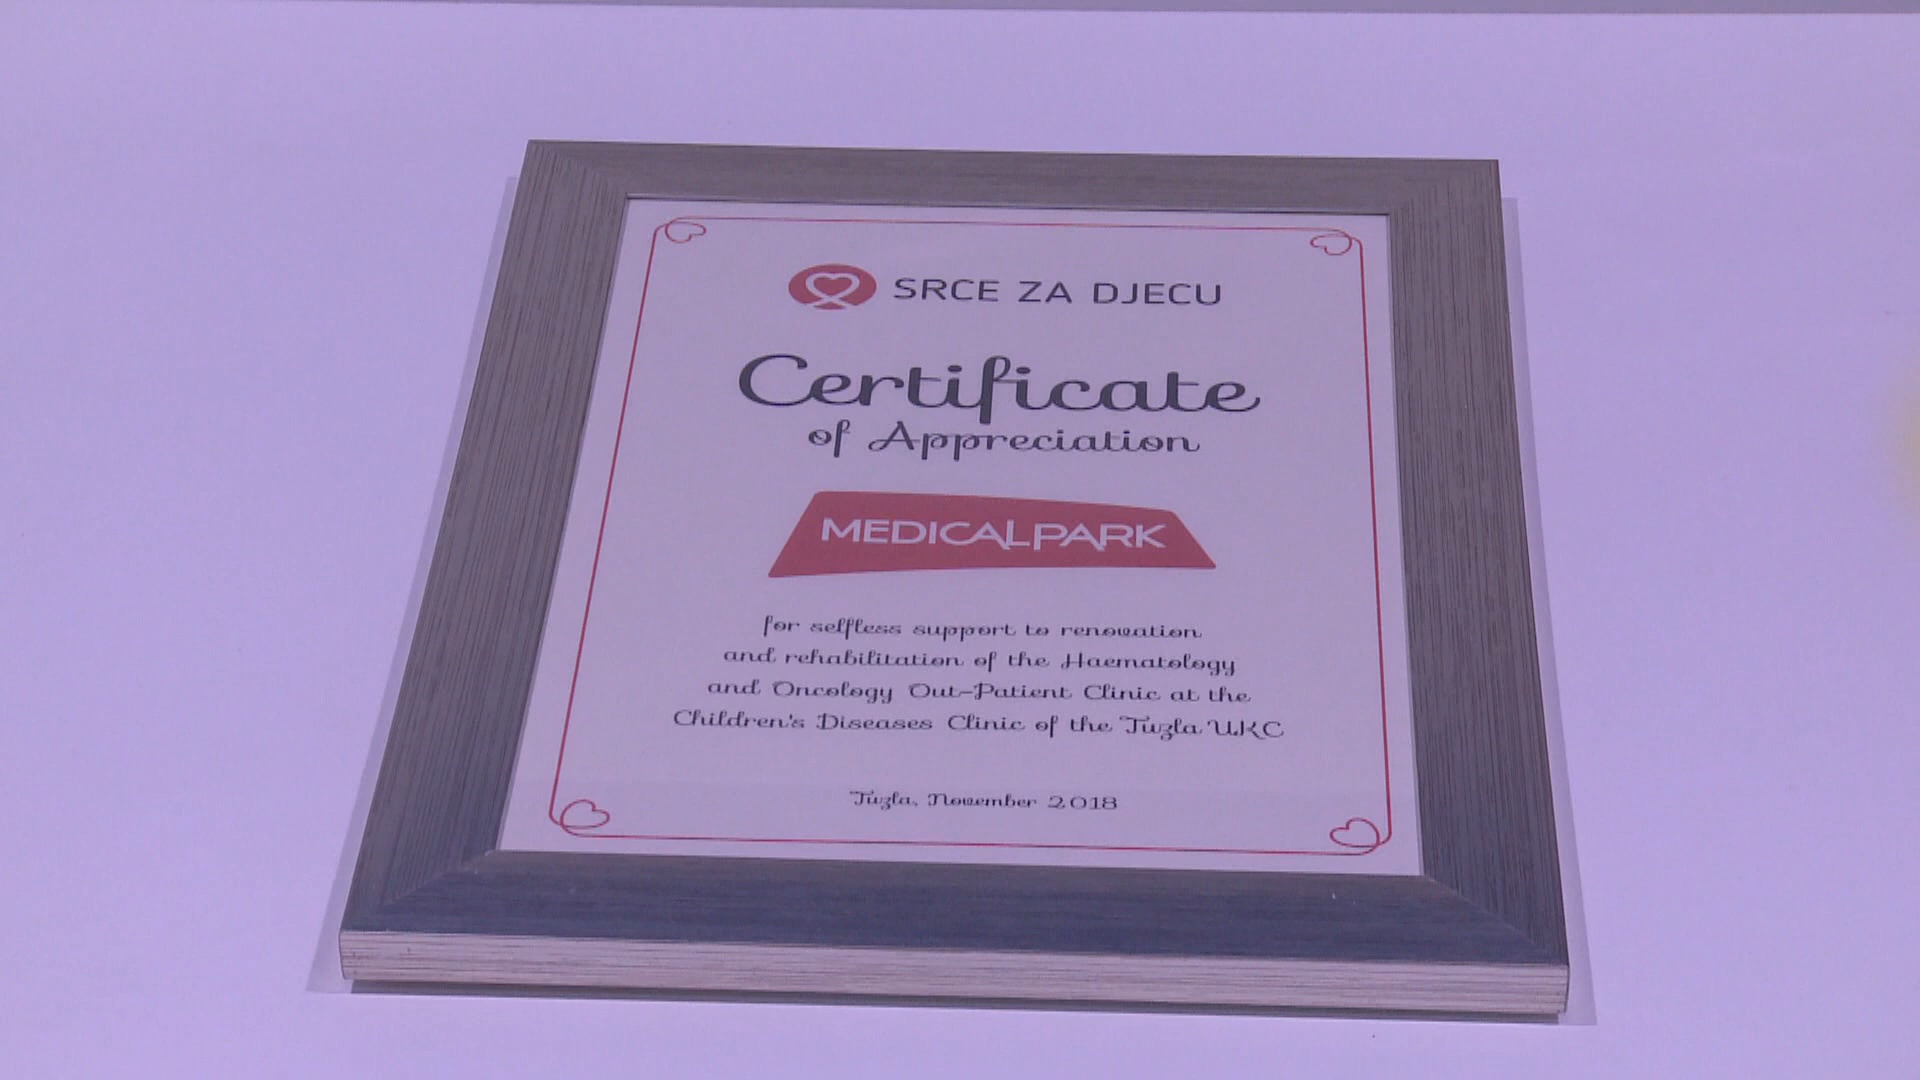 SRCE ZA DJECU
Certificate
of Appreciation
MEDICALPARK
for selfless support to renovation
and rehabilitation of the Haematology
and Oncology Out-Patient Clinic at the
Children's Diseases Clinic of the Tuzla UKC
Tuzla, November 2018